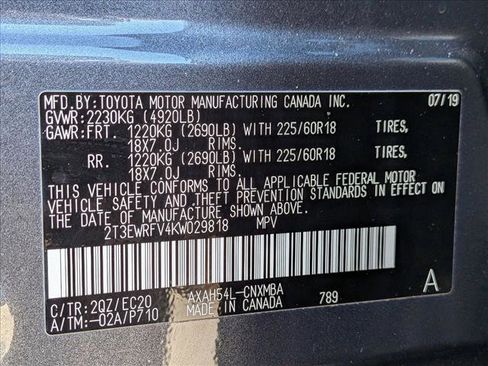 MFD.BY:TOYOTA MOTOR MANUFACTURING CANADA INC. 07/19
GVWR:2230KG (4920LB)
GAWR:FRT. 1220KG (2690LB) WITH 225/60R18 TIRES,
18X7.0J RIMS.
RR. 1220KG (2690LB) WITH 225/60R18 TIRES,
18X7.0J RIMS.
THIS VEHICLE CONFORMS TO ALL APPLICABLE FEDERAL MOTOR
VEHICLE SAFETY AND THEFT PREVENTION STANDARDS IN EFFECT ON
THE DATE OF MANUFACTURE SHOWN ABOVE.
2T3EWRFV4KW029818 MPV
C/TR:2QZ/EC20 AXAH54L-CNXMBA A
A/TM:-02A/P710 MADE IN CANADA 789